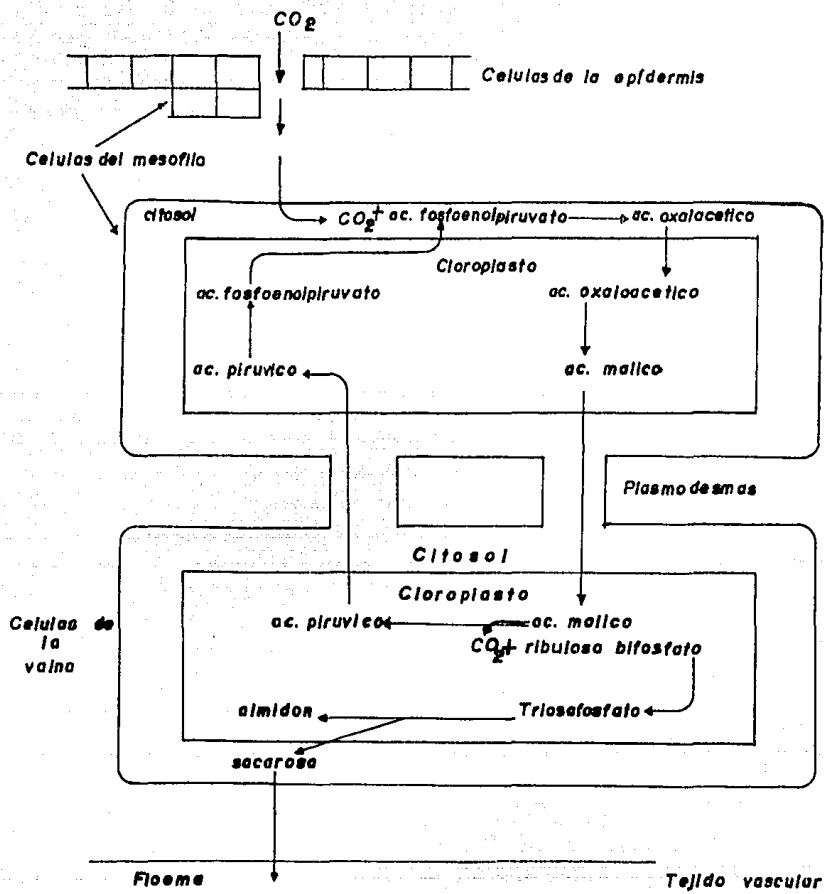 CO2
Celulas de la epidermis
Celulas del mesofilo
citosol
CO2 + ac. fosfoenolpiruvato
ac. oxalacetico
Cloroplasto
ac. fosfoenolpiruvato
ac. oxaloacetico
ac. piruvico
ac. malico
Plasmodesmas
Citosol
Cloroplasto
Celulas de
la
vaina
ac. piruvico
ac. malico
CO2 + ribulosa bifosfato
almidon
Triosafosfato
sacarosa
Floema
Tejido vascular